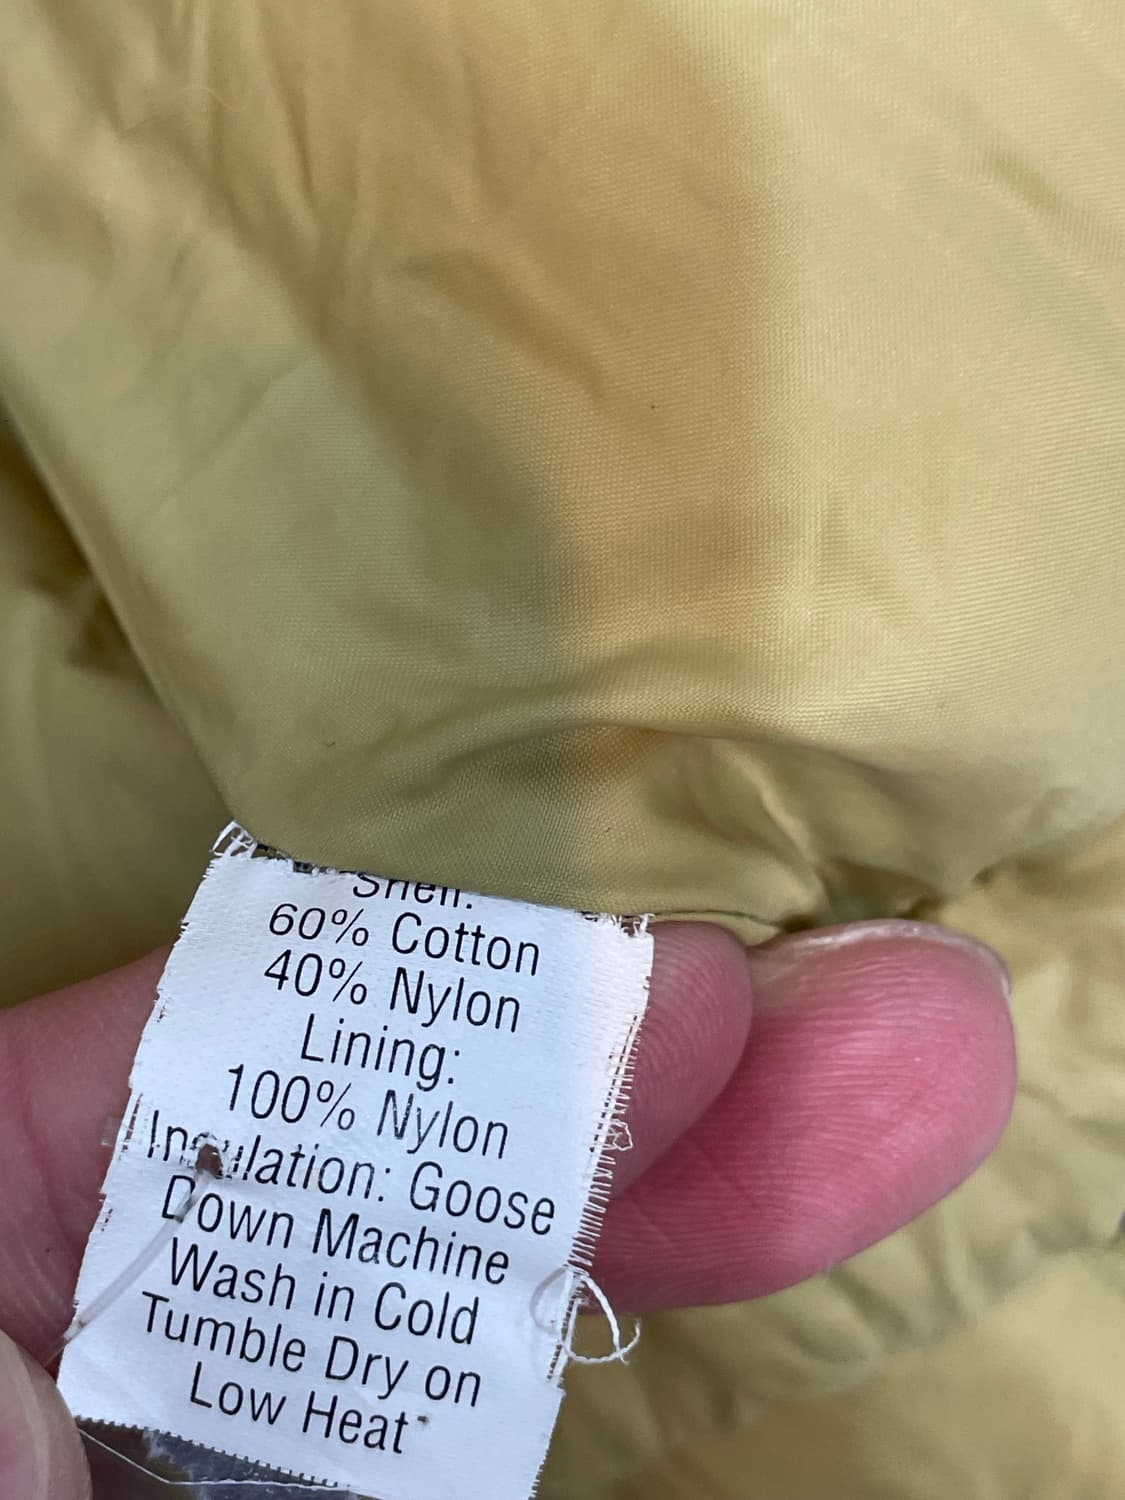 Shell:
60% Cotton
40% Nylon
Lining:
100% Nylon
Insulation: Goose
Down Machine
Wash in Cold
Tumble Dry on
Low Heat